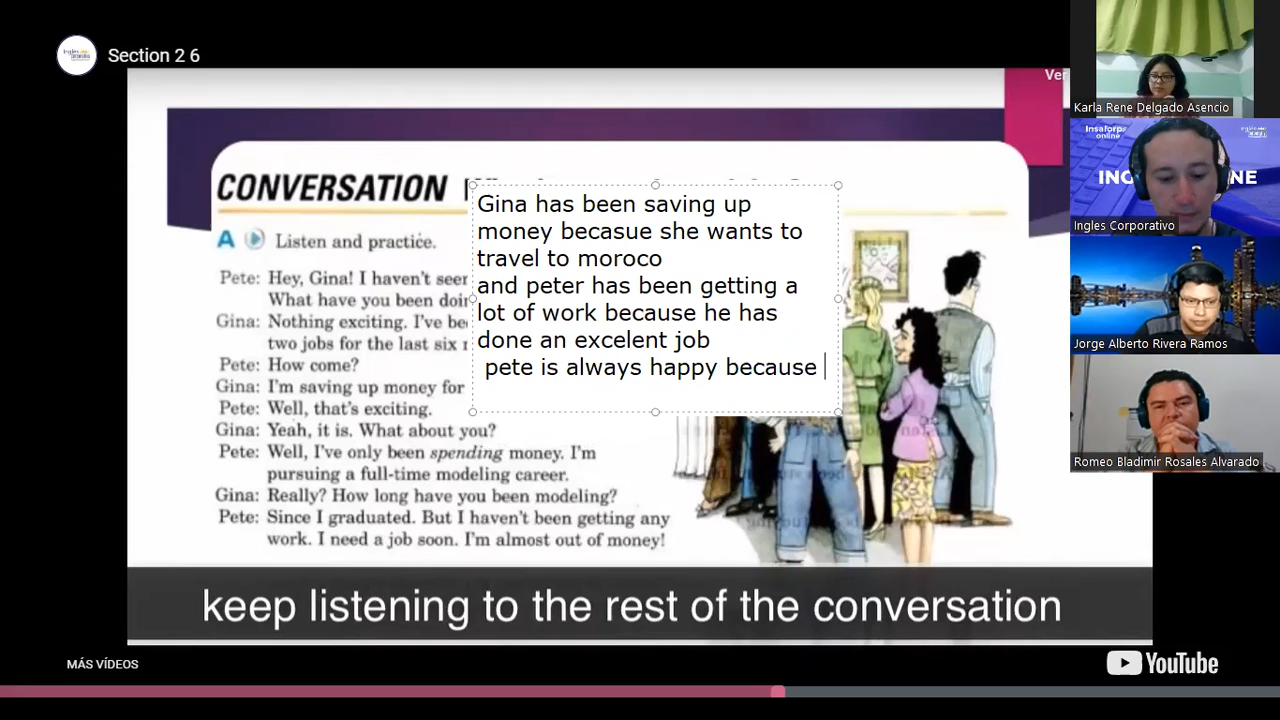 Section 2 6
Ver
CONVERSATION
A Listen and practice.
Pete: Hey, Gina! I haven't seen
What have you been
Gina: Nothing exciting. I've
two jobs for the last six
Pete: How come?
Gina: I'm saving up money for
Pete: Well, that's exciting.
Gina: Yeah, it is. What about you?
Pete: Well, I've only been spending money. I'm
pursuing a full-time modeling career.
Gina: Really? How long have you been modeling?
Pete: Since I graduated. But I haven't been getting any
work. I need a job soon. I'm almost out of money!
Gina has been saving up
money becasue she wants to
travel to moroco
and peter has been getting a
lot of work because he has
done an excelent job
pete is always happy because
keep listening to the rest of the conversation
MÁS VÍDEOS
YouTube
Karla Rene Delgado Asencio
Insaforp
online
Ingles Corporativo
Jorge Alberto Rivera Ramos
Romeo Bladimir Rosales Alvarado